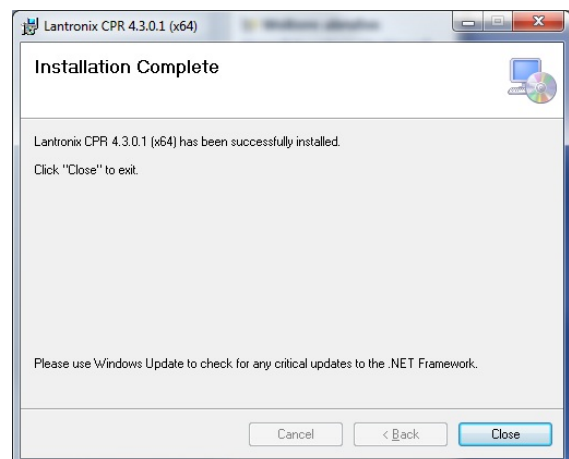 Lantronix CPR 4.3.0.1 (x64)
Installation Complete
Lantronix CPR 4.3.0.1 (x64) has been successfully installed.
Click "Close" to exit.
Please use Windows Update to check for any critical updates to the .NET Framework.
Cancel
< Back
Close